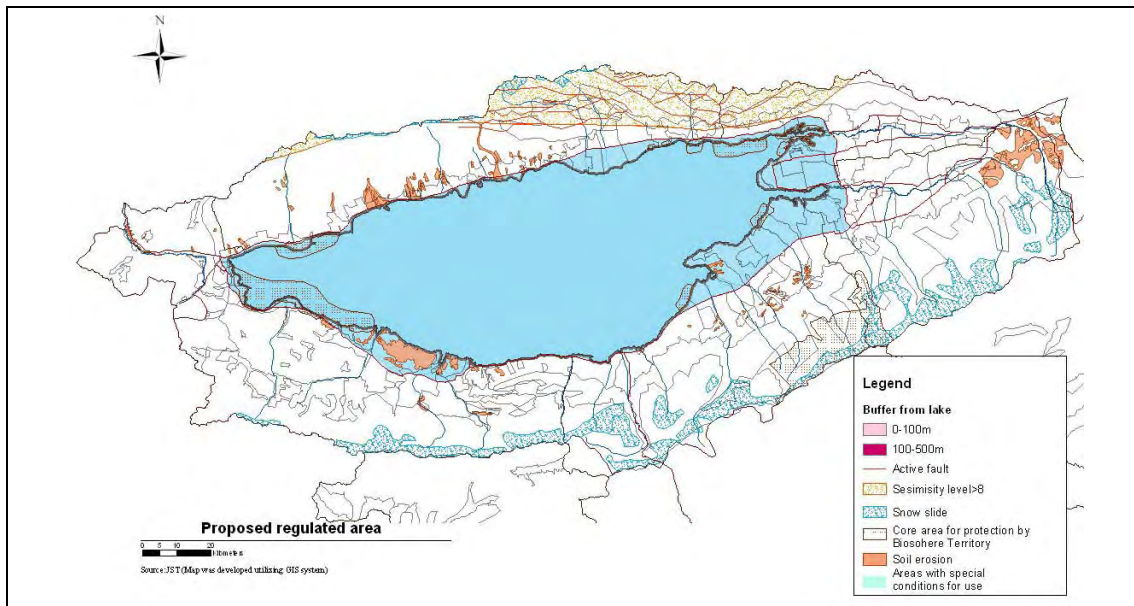 N
Legend
Buffer from lake
0-100m
100-500m
Active fault
Sesimisity level>8
Snow slide
Core area for protection by
Biosohere Territory
Soil erosion
Areas with special
conditions for use
Proposed regulated area
0 5 10 20
Kilometers
Source:JST(Map was developed utilizing GIS system)